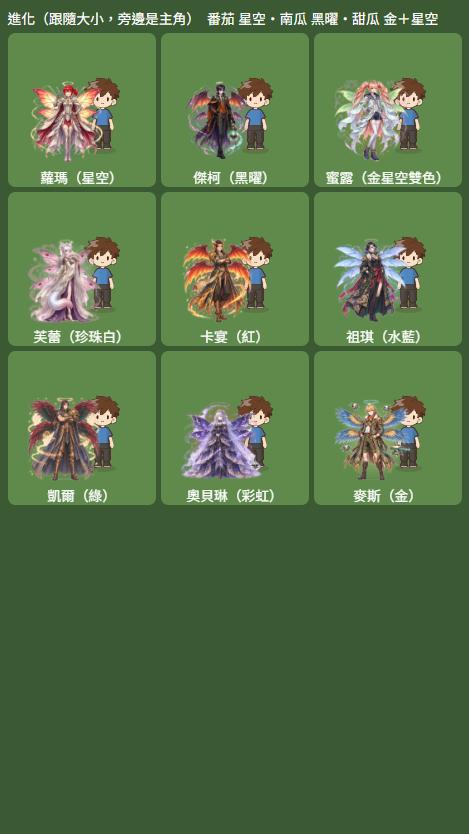 進化（跟隨大小，旁邊是主角） 番茄 星空・南瓜 黑曜・甜瓜 金＋星空
蘿瑪（星空）
傑柯（黑曜）
蜜露（金星空雙色）
芙蕾（珍珠白）
卡宴（紅）
祖琪（水藍）
凱爾（綠）
奧貝琳（彩虹）
麥斯（金）